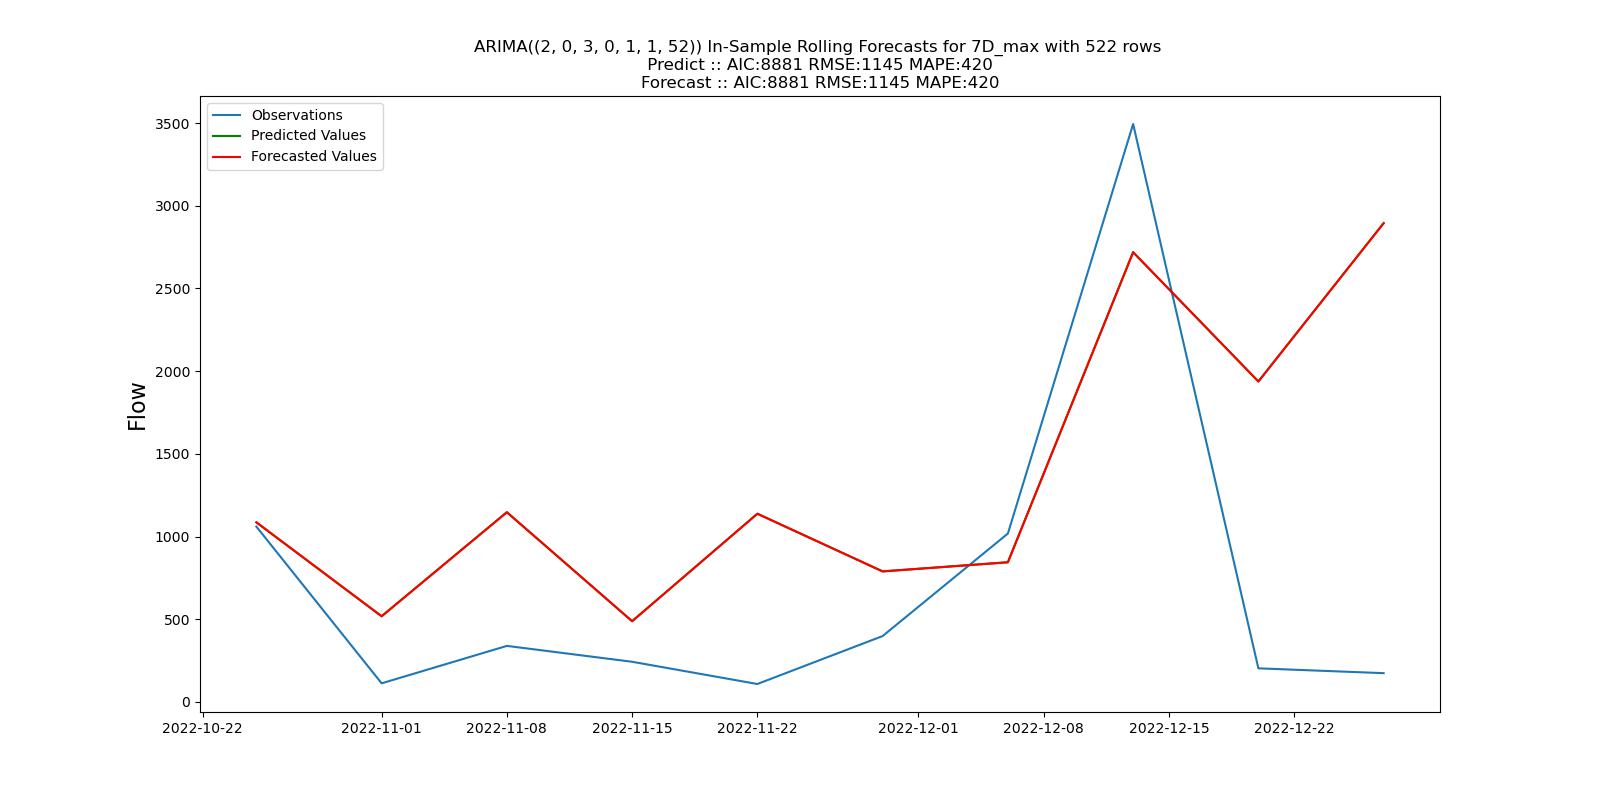 ARIMA((2, 0, 3, 0, 1, 1, 52)) In-Sample Rolling Forecasts for 7D_max with 522 rows
Predict :: AIC:8881 RMSE:1145 MAPE:420
Forecast :: AIC:8881 RMSE:1145 MAPE:420
Observations
Predicted Values
Forecasted Values
3500
3000
2500
2000
1500
1000
500
0
Flow
2022-10-22
2022-11-01
2022-11-08
2022-11-15
2022-11-22
2022-12-01
2022-12-08
2022-12-15
2022-12-22